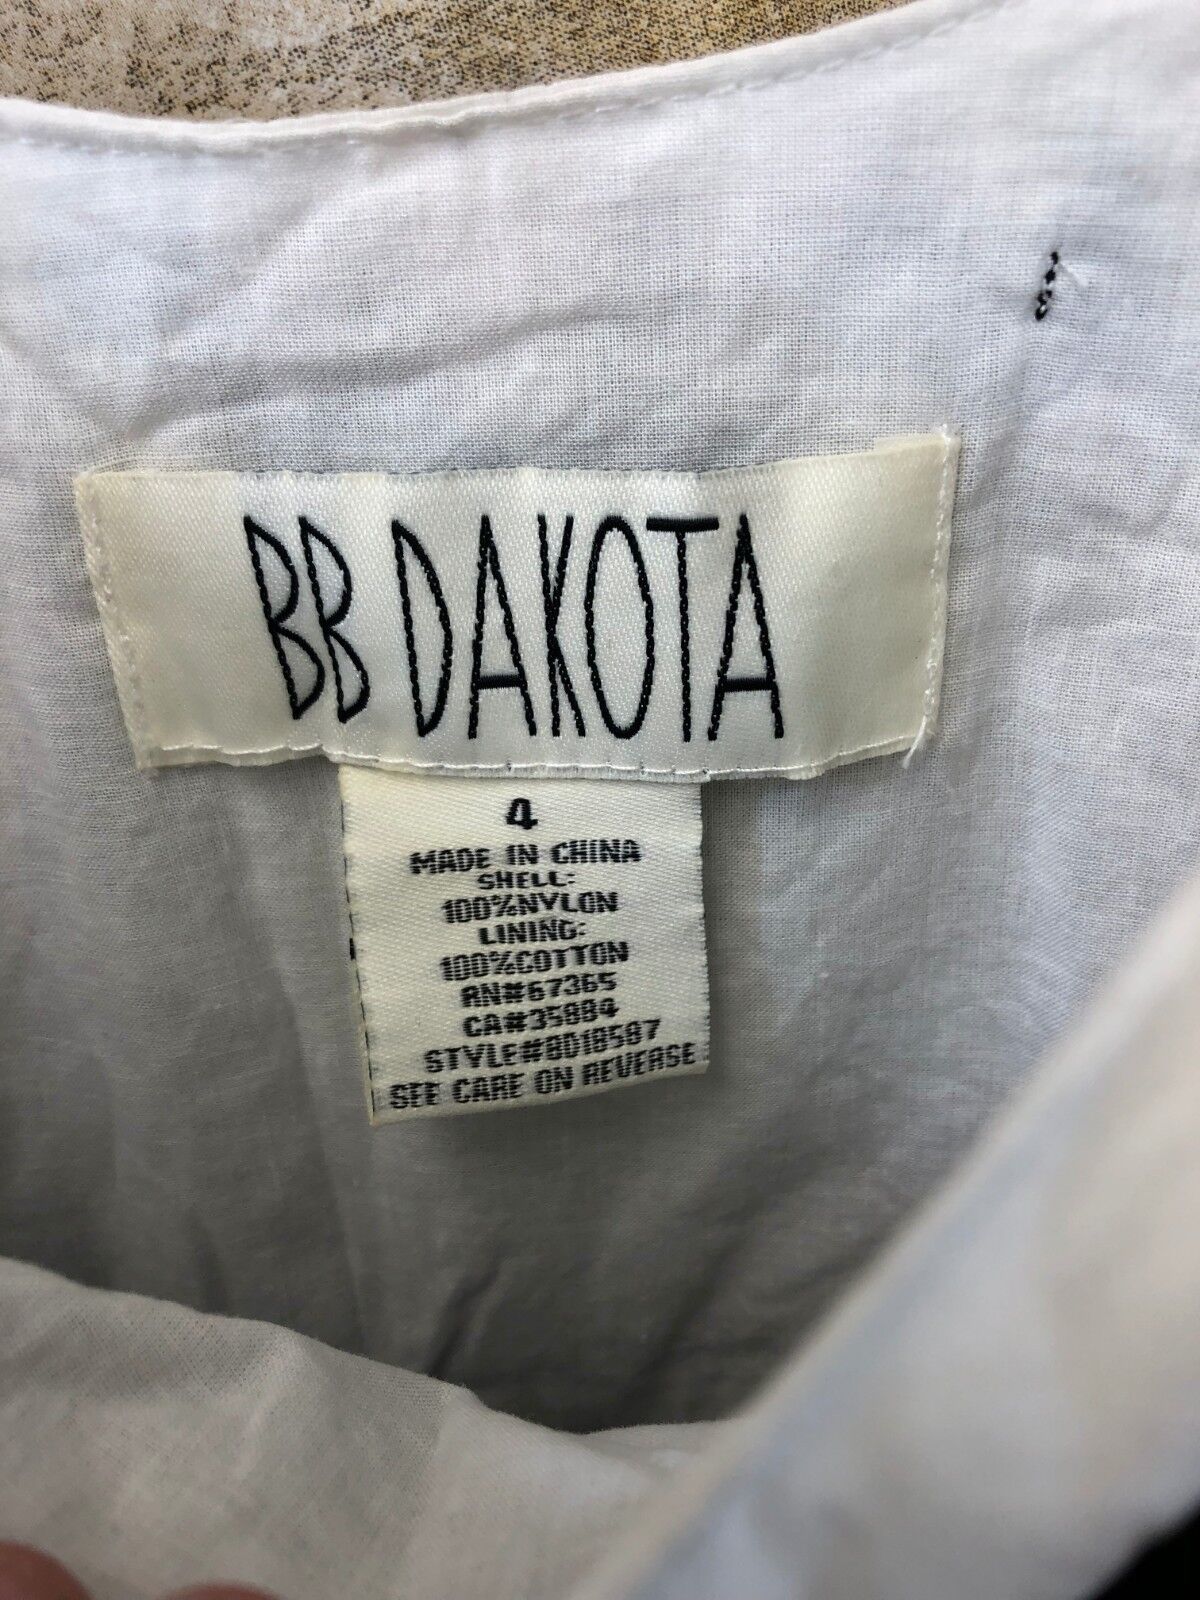 BB DAKOTA
4
MADE IN CHINA
SHELL:
100%NYLON
LINING:
100%COTTON
RN#67365
CA#35884
STYLE#BD18587
SEE CARE ON REVERSE